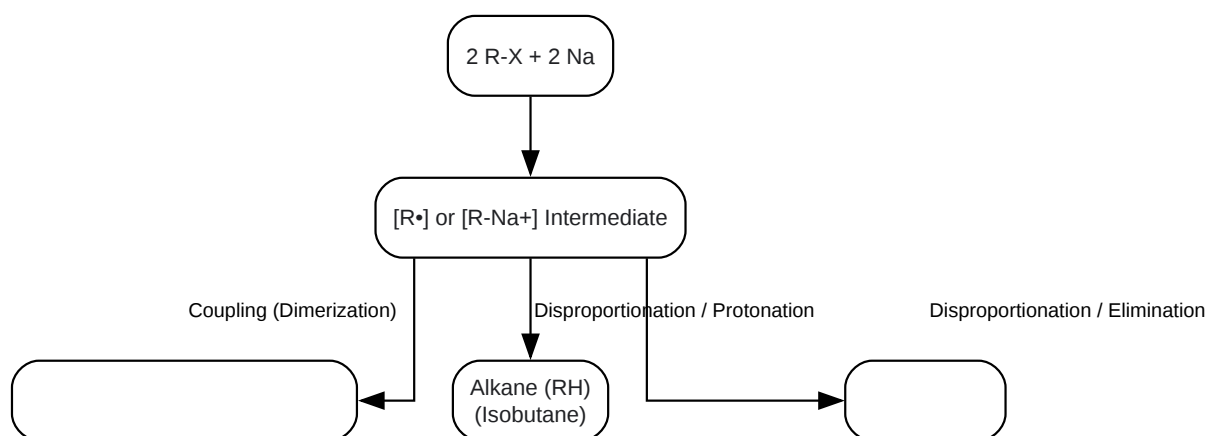 2 R-X + 2 Na
[R•] or [R-Na+] Intermediate
Coupling (Dimerization)
Disproportionation / Protonation
Disproportionation / Elimination
Alkane (RH)
(Isobutane)